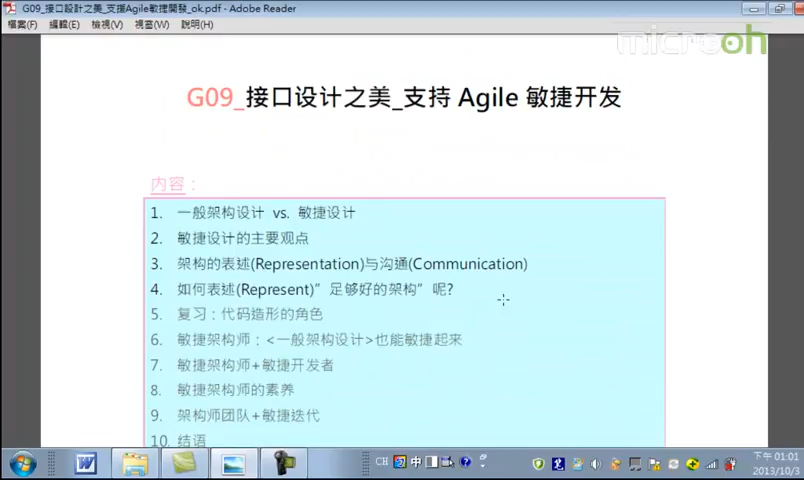 G09_接口設計之美_支持Agile敏捷開發_ok.pdf - Adobe Reader
檔案(F) 編輯(E) 檢視(V) 視窗(W) 說明(H)
microoh
G09_接口设计之美_支持 Agile 敏捷开发
内容：
1. 一般架构设计 vs. 敏捷设计
2. 敏捷设计的主要观点
3. 架构的表述(Representation)与沟通(Communication)
4. 如何表述(Represent)”足够好的架构”呢?
5. 复习：代码造形的角色
6. 敏捷架构师：<一般架构设计>也能敏捷起来
7. 敏捷架构师+敏捷开发者
8. 敏捷架构师的素养
9. 架构师团队+敏捷迭代
10. 结语
CH 中
下午 01:01
2013/10/3